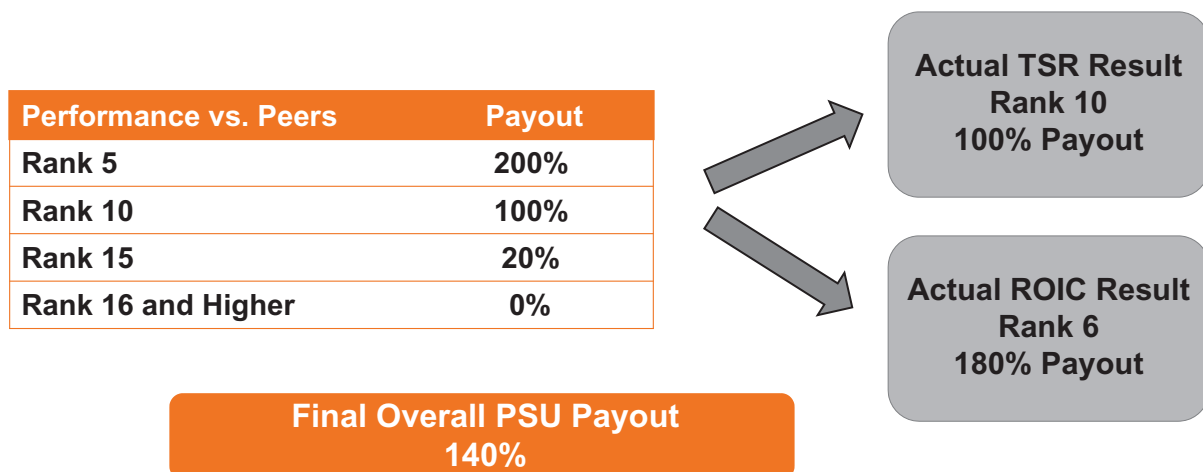 Performance vs. Peers Payout
Rank 5 200%
Rank 10 100%
Rank 15 20%
Rank 16 and Higher 0%
Actual TSR Result
Rank 10
100% Payout
Actual ROIC Result
Rank 6
180% Payout
Final Overall PSU Payout
140%